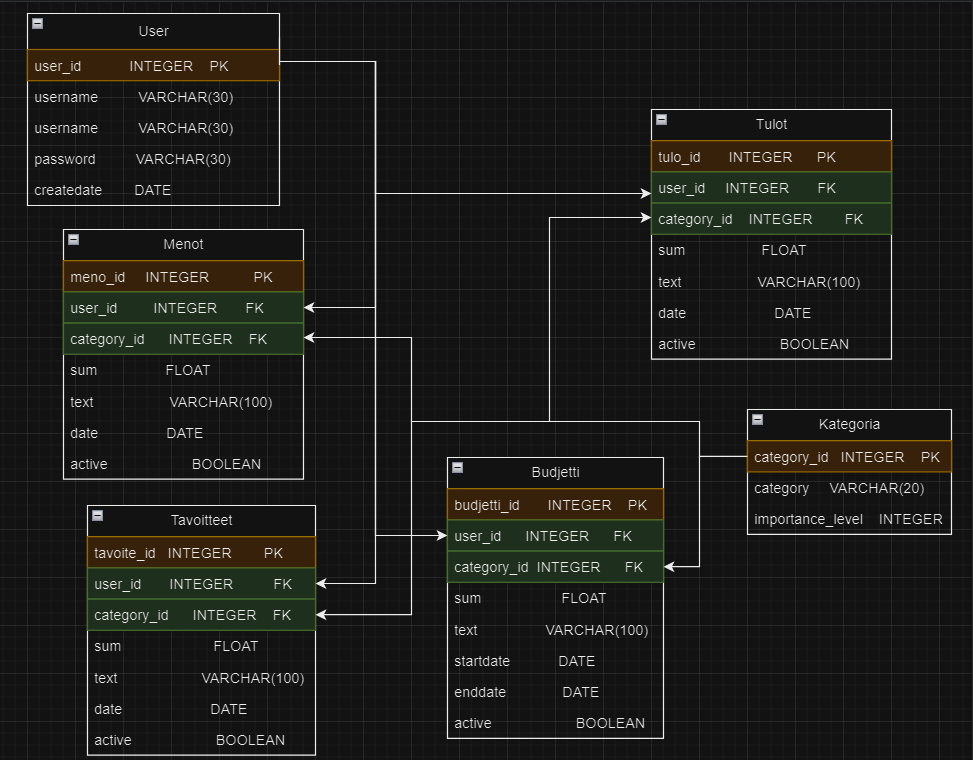 User
user_id INTEGER PK
username VARCHAR(30)
username VARCHAR(30)
password VARCHAR(30)
createdate DATE
Menot
meno_id INTEGER PK
user_id INTEGER FK
category_id INTEGER FK
sum FLOAT
text VARCHAR(100)
date DATE
active BOOLEAN
Tavoitteet
tavoite_id INTEGER PK
user_id INTEGER FK
category_id INTEGER FK
sum FLOAT
text VARCHAR(100)
date DATE
active BOOLEAN
Tulot
tulo_id INTEGER PK
user_id INTEGER FK
category_id INTEGER FK
sum FLOAT
text VARCHAR(100)
date DATE
active BOOLEAN
Budjetti
budjetti_id INTEGER PK
user_id INTEGER FK
category_id INTEGER FK
sum FLOAT
text VARCHAR(100)
startdate DATE
enddate DATE
active BOOLEAN
Kategoria
category_id INTEGER PK
category VARCHAR(20)
importance_level INTEGER